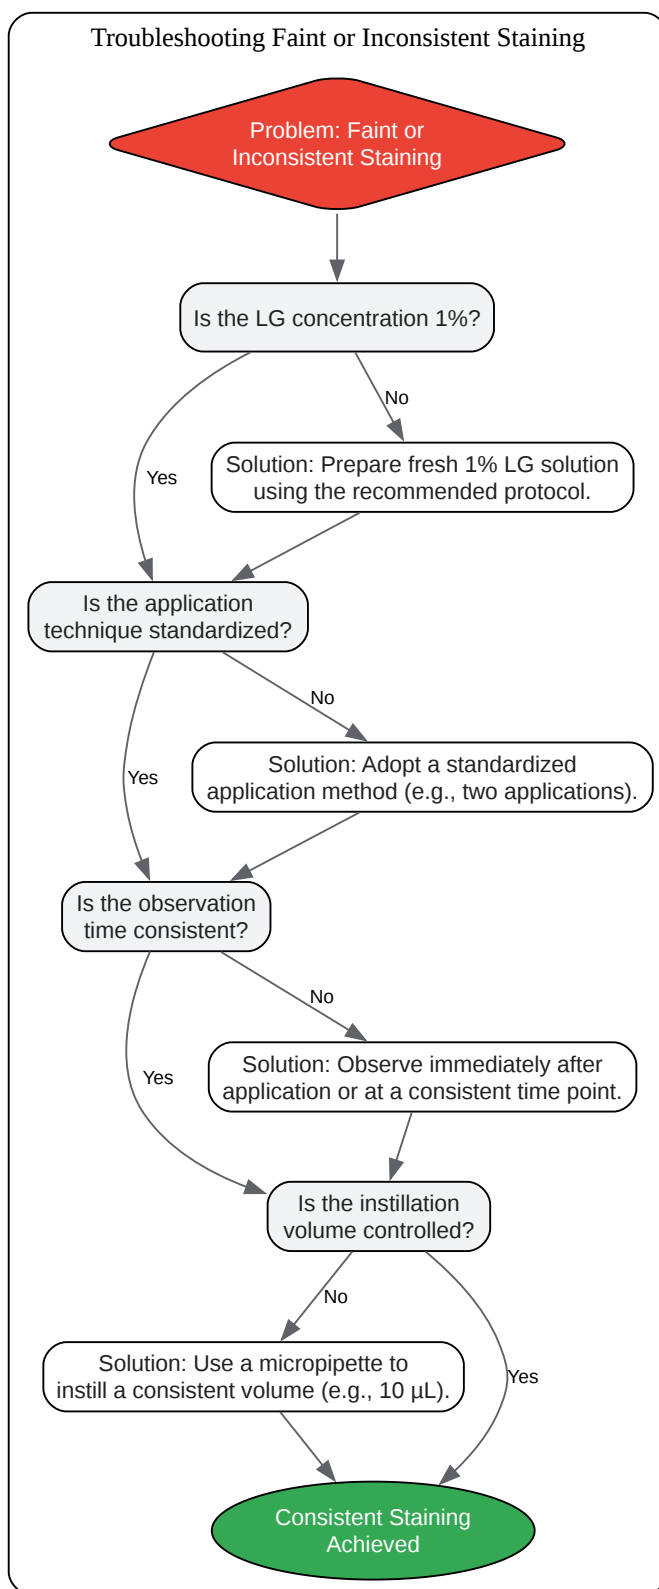 Troubleshooting Faint or Inconsistent Staining
Problem: Faint or
Inconsistent Staining
Is the LG concentration 1%?
No
Yes
Solution: Prepare fresh 1% LG solution
using the recommended protocol.
Is the application
technique standardized?
No
Yes
Solution: Adopt a standardized
application method (e.g., two applications).
Is the observation
time consistent?
No
Yes
Solution: Observe immediately after
application or at a consistent time point.
Is the instillation
volume controlled?
No
Yes
Solution: Use a micropipette to
instill a consistent volume (e.g., 10 µL).
Consistent Staining
Achieved